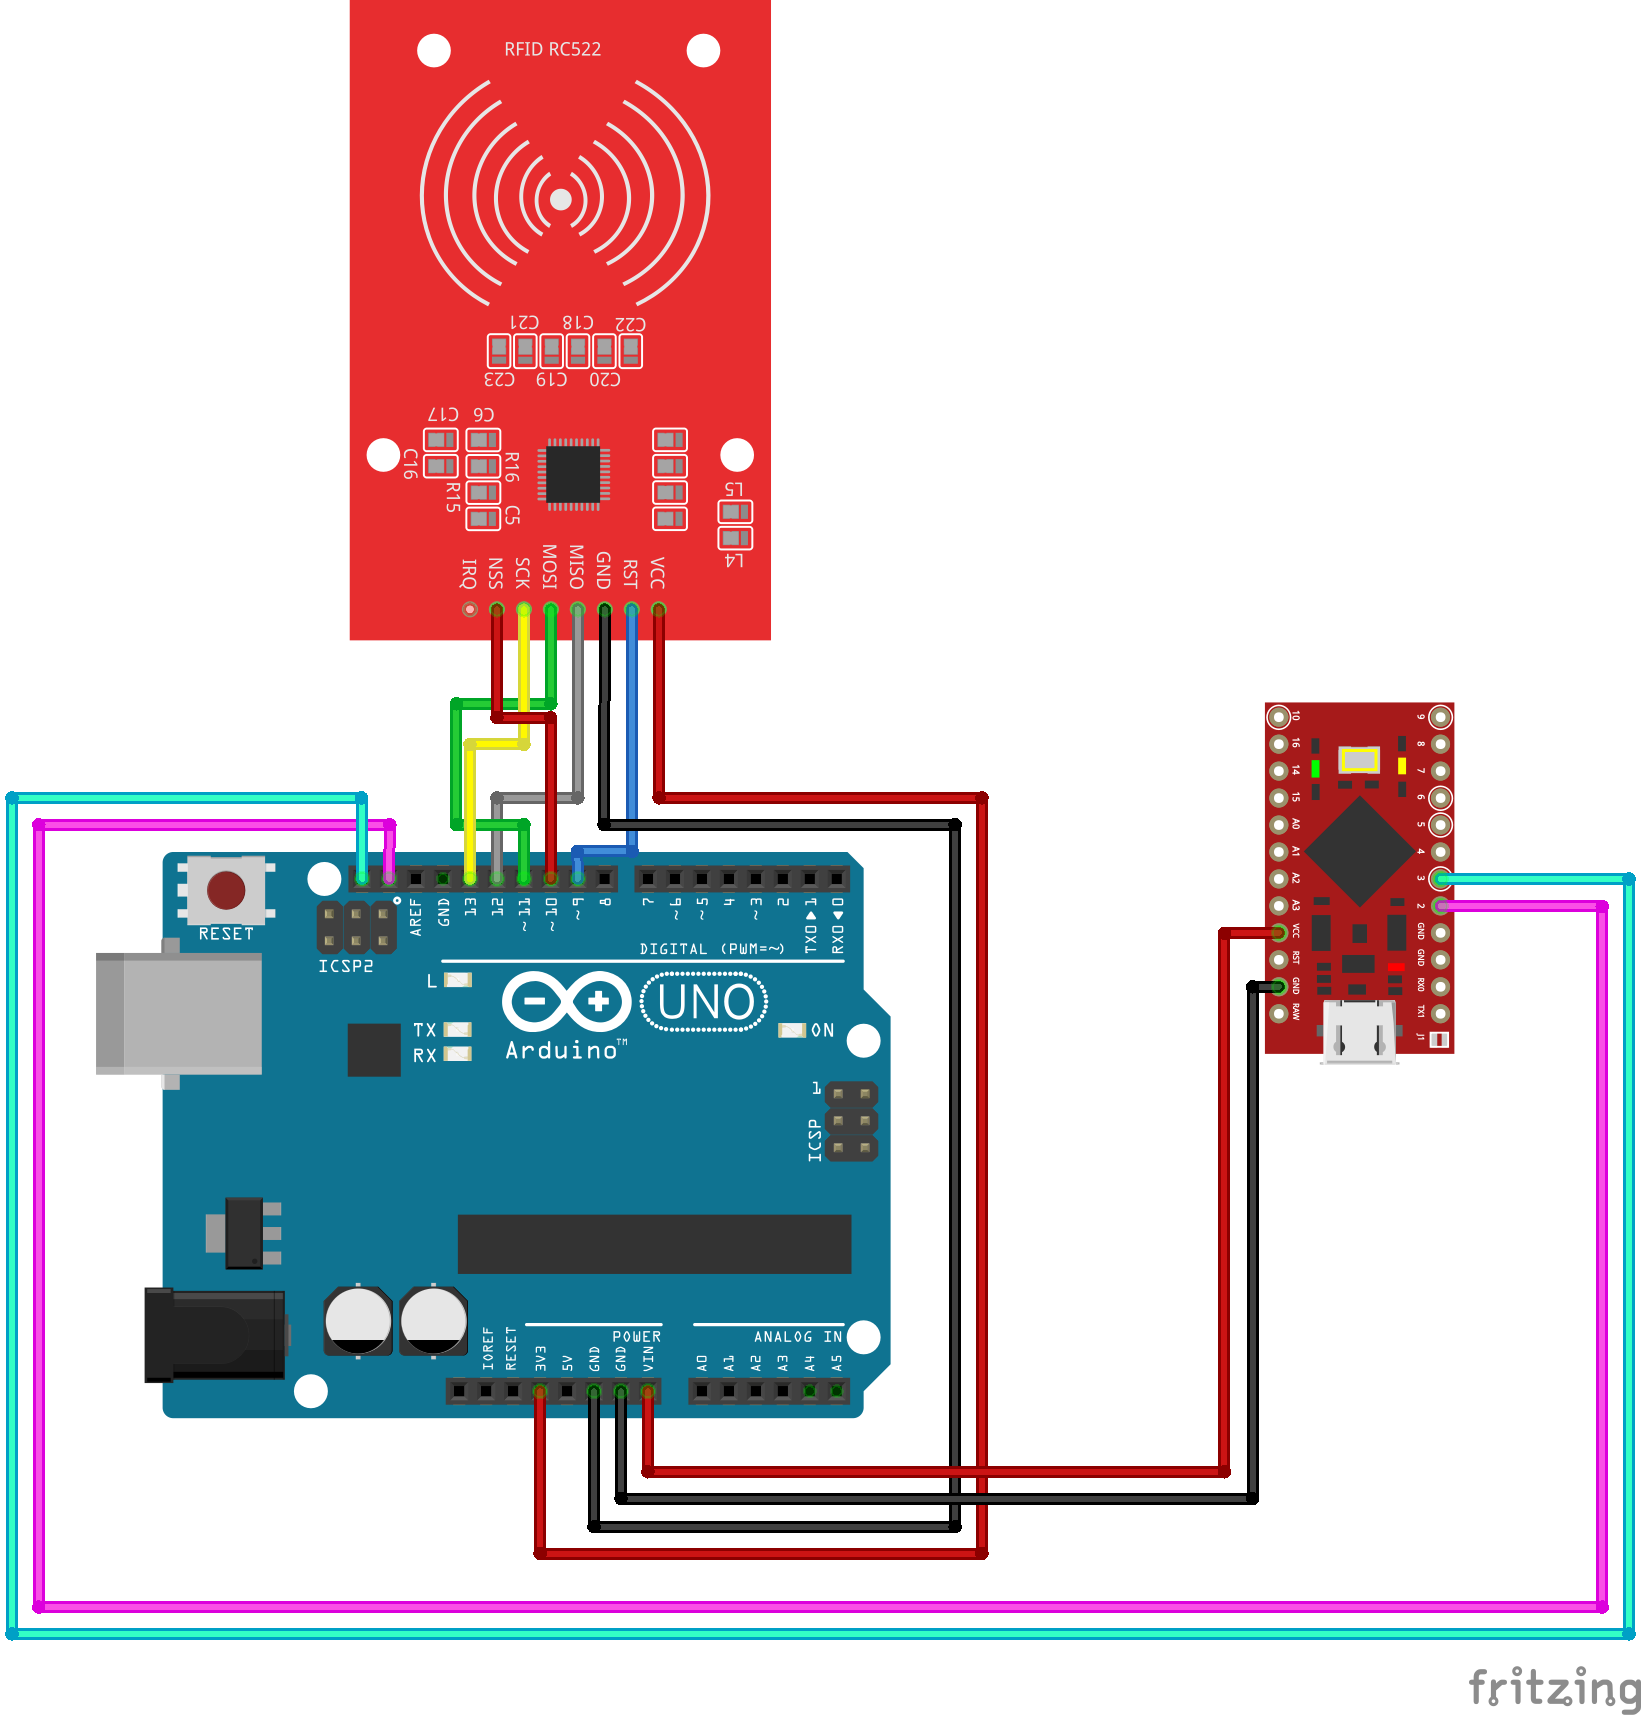 RFID RC522
C21 C18 C22
C23 C19 C20
C17 C6
C16
R16
R15
C5
L5
L4
IRQ
NSS
SCK
MOSI
MISO
GND
RST
VCC
RESET
ICSP2
AREF
GND
13
12
~11
~10
~9
8
7
~6
~5
4
~3
2
TX0 1
RX0 0
DIGITAL (PWM=~)
L
TX
RX
UNO
Arduino™
ON
1
ICSP
POWER
ANALOG IN
IOREF
RESET
3V3
5V
GND
GND
VIN
A0
A1
A2
A3
A4
A5
10
16
14
15
A0
A1
A2
A3
VCC
RST
GND
RAW
9
8
7
6
5
4
3
2
GND
GND
RX0
TX1
J1
fritzing